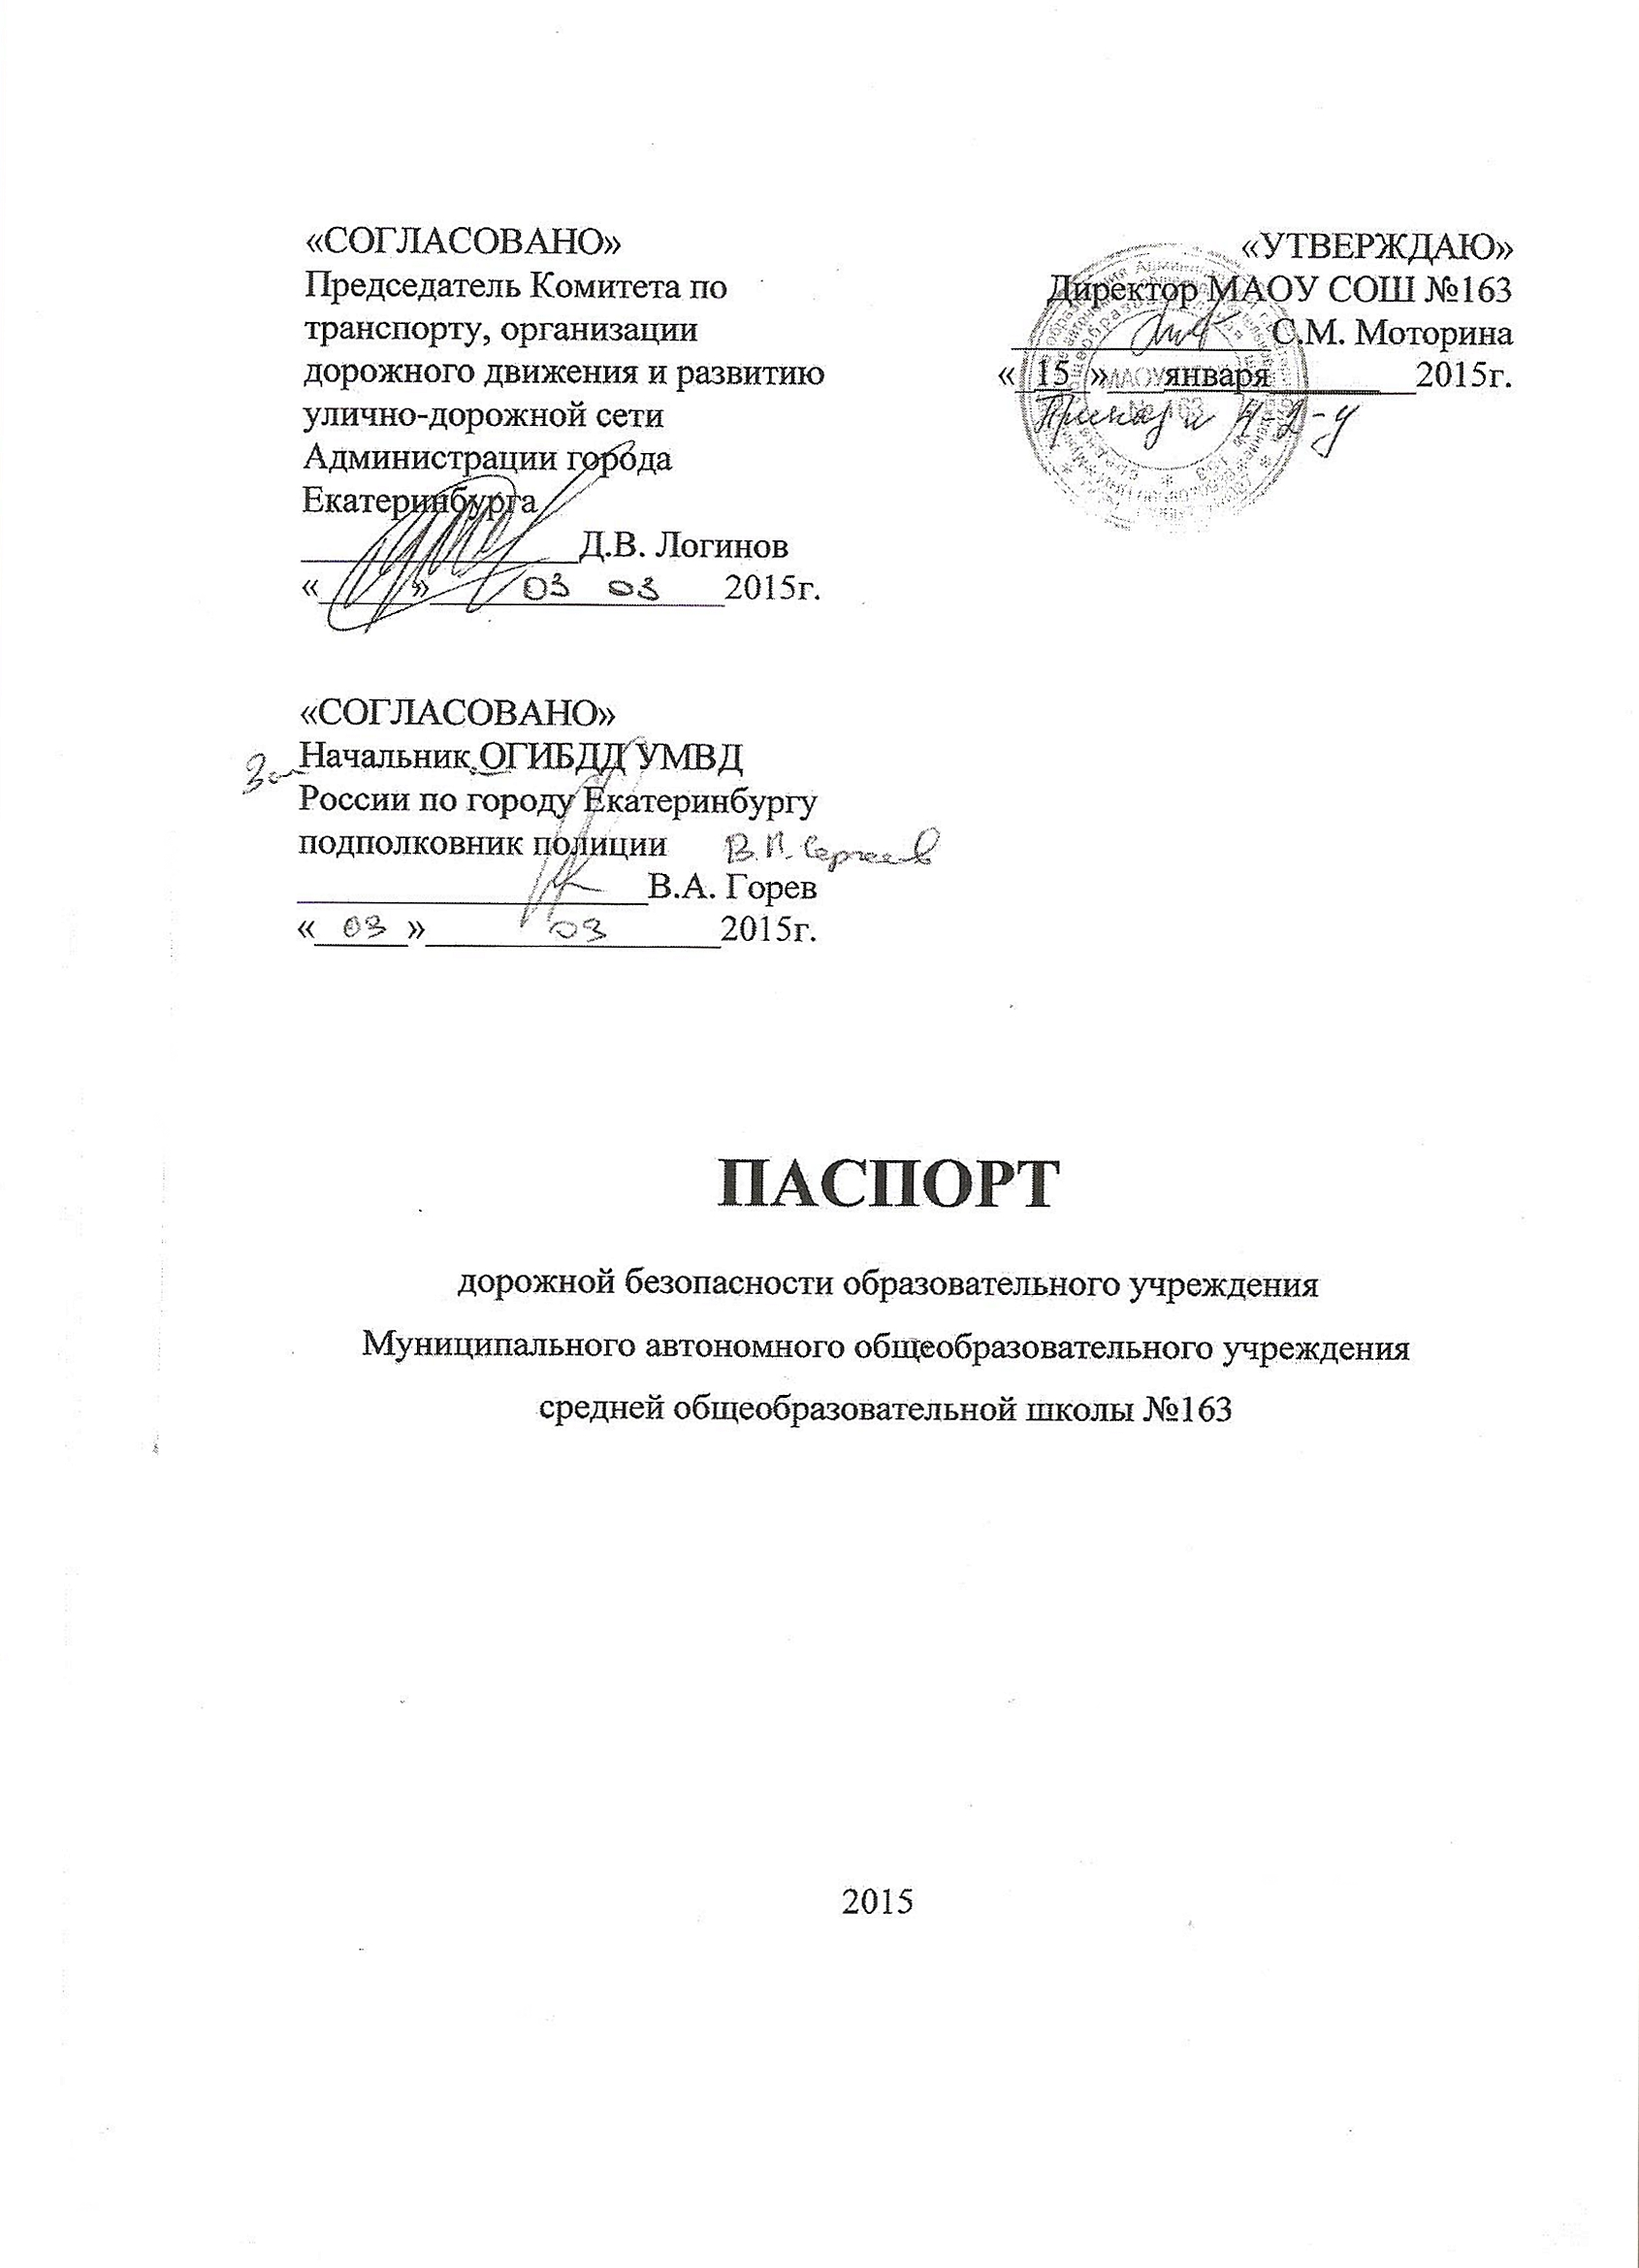 «СОГЛАСОВАНО»
Председатель Комитета по
транспорту, организации
дорожного движения и развитию
улично-дорожной сети
Администрации города
Екатеринбурга
Д.В. Логинов
«» 03 03 2015г.
«УТВЕРЖДАЮ»
Директор МАОУ СОШ №163
С.М. Моторина
« 15 » января 2015г.
Приказ
«СОГЛАСОВАНО»
Начальник ОГИБДД УМВД
России по городу Екатеринбургу
подполковник полиции В.П. Сергеев
В.А. Горев
« 03 » 03 2015г.
ПАСПОРТ
дорожной безопасности образовательного учреждения
Муниципального автономного общеобразовательного учреждения
средней общеобразовательной школы №163
2015